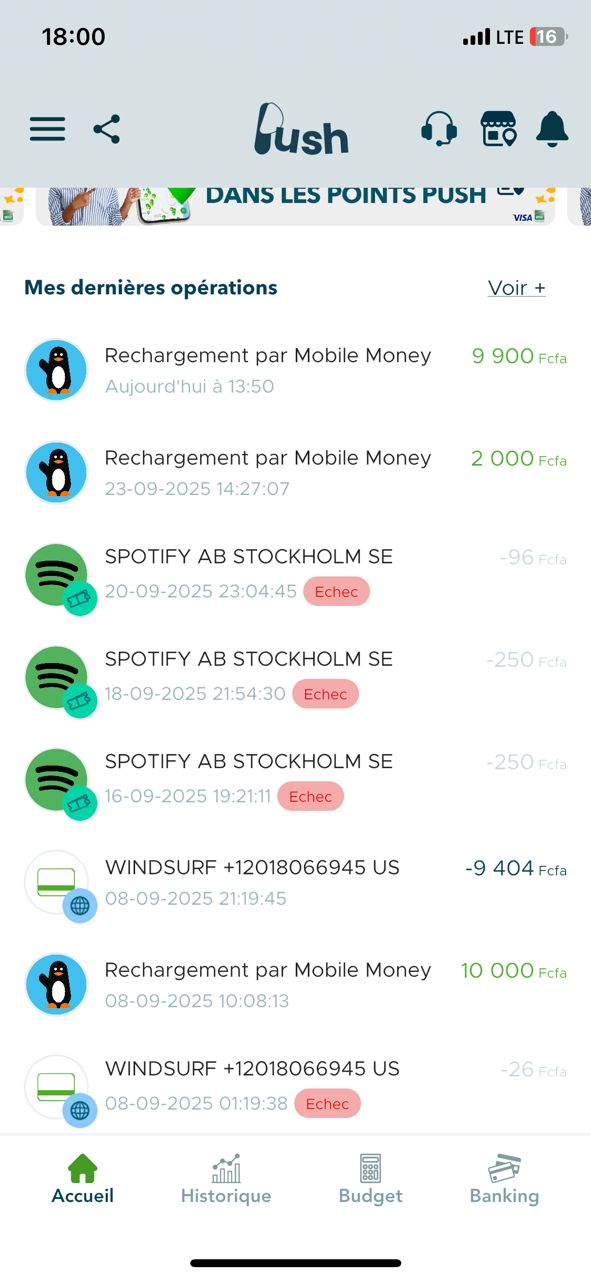 18:00
LTE 16
Push
DANS LES POINTS PUSH
VISA
Mes dernières opérations
Voir +
Rechargement par Mobile Money
9 900 Fcfa
Aujourd'hui à 13:50
Rechargement par Mobile Money
2 000 Fcfa
23-09-2025 14:27:07
SPOTIFY AB STOCKHOLM SE
-96 Fcfa
20-09-2025 23:04:45 Echec
SPOTIFY AB STOCKHOLM SE
-250 Fcfa
18-09-2025 21:54:30 Echec
SPOTIFY AB STOCKHOLM SE
-250 Fcfa
16-09-2025 19:21:11 Echec
WINDSURF +12018066945 US
-9 404 Fcfa
08-09-2025 21:19:45
Rechargement par Mobile Money
10 000 Fcfa
08-09-2025 10:08:13
WINDSURF +12018066945 US
-26 Fcfa
08-09-2025 01:19:38 Echec
Accueil
Historique
Budget
Banking